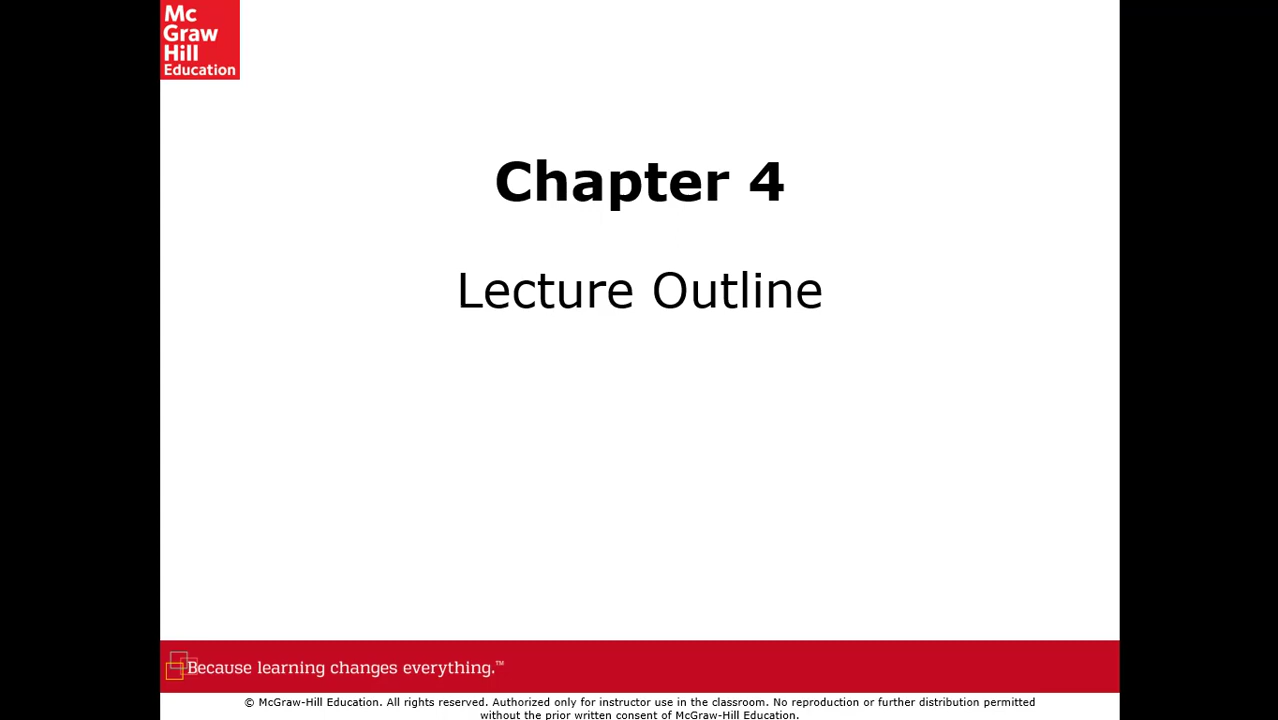 Mc
Graw
Hill
Education
Chapter 4
Lecture Outline
Because learning changes everything.™
© McGraw-Hill Education. All rights reserved. Authorized only for instructor use in the classroom. No reproduction or further distribution permitted
without the prior written consent of McGraw-Hill Education.